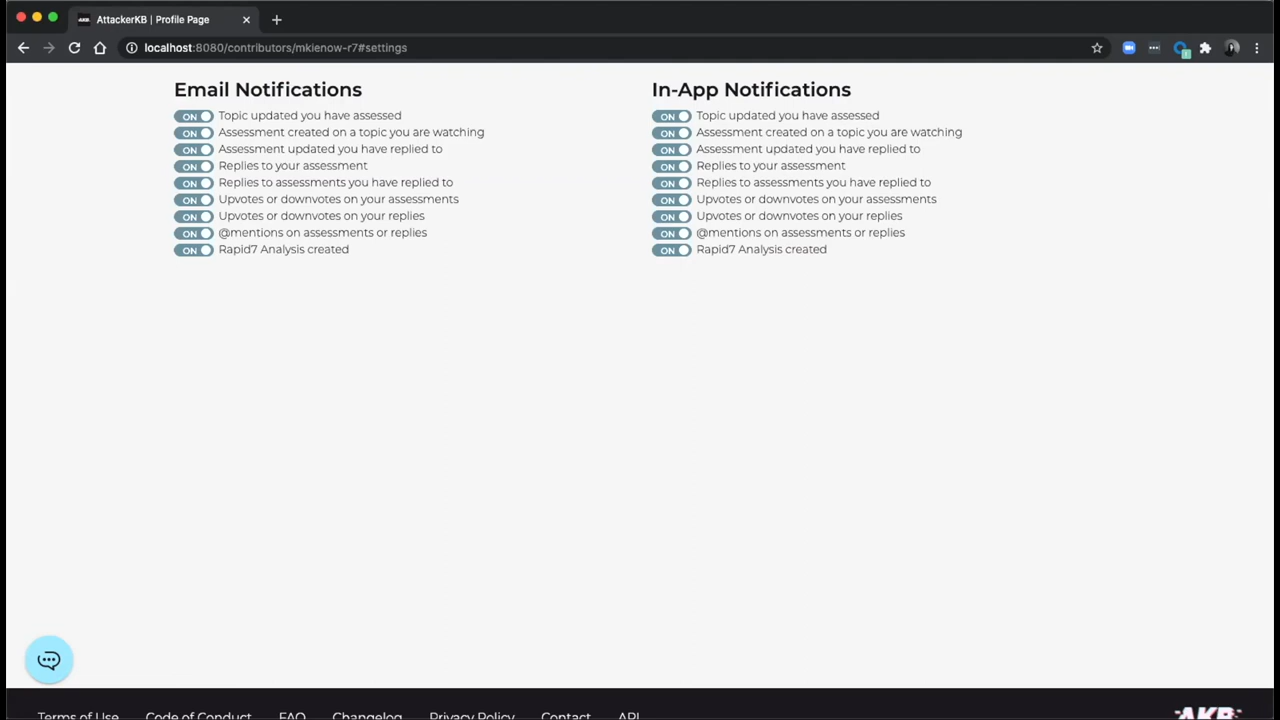 AttackerKB | Profile Page
localhost:8080/contributors/mkienow-r7#settings
Email Notifications
ON Topic updated you have assessed
ON Assessment created on a topic you are watching
ON Assessment updated you have replied to
ON Replies to your assessment
ON Replies to assessments you have replied to
ON Upvotes or downvotes on your assessments
ON Upvotes or downvotes on your replies
ON @mentions on assessments or replies
ON Rapid7 Analysis created
In-App Notifications
ON Topic updated you have assessed
ON Assessment created on a topic you are watching
ON Assessment updated you have replied to
ON Replies to your assessment
ON Replies to assessments you have replied to
ON Upvotes or downvotes on your assessments
ON Upvotes or downvotes on your replies
ON @mentions on assessments or replies
ON Rapid7 Analysis created
Terms of Use Code of Conduct FAQ Changelog Privacy Policy Contact API
AKB